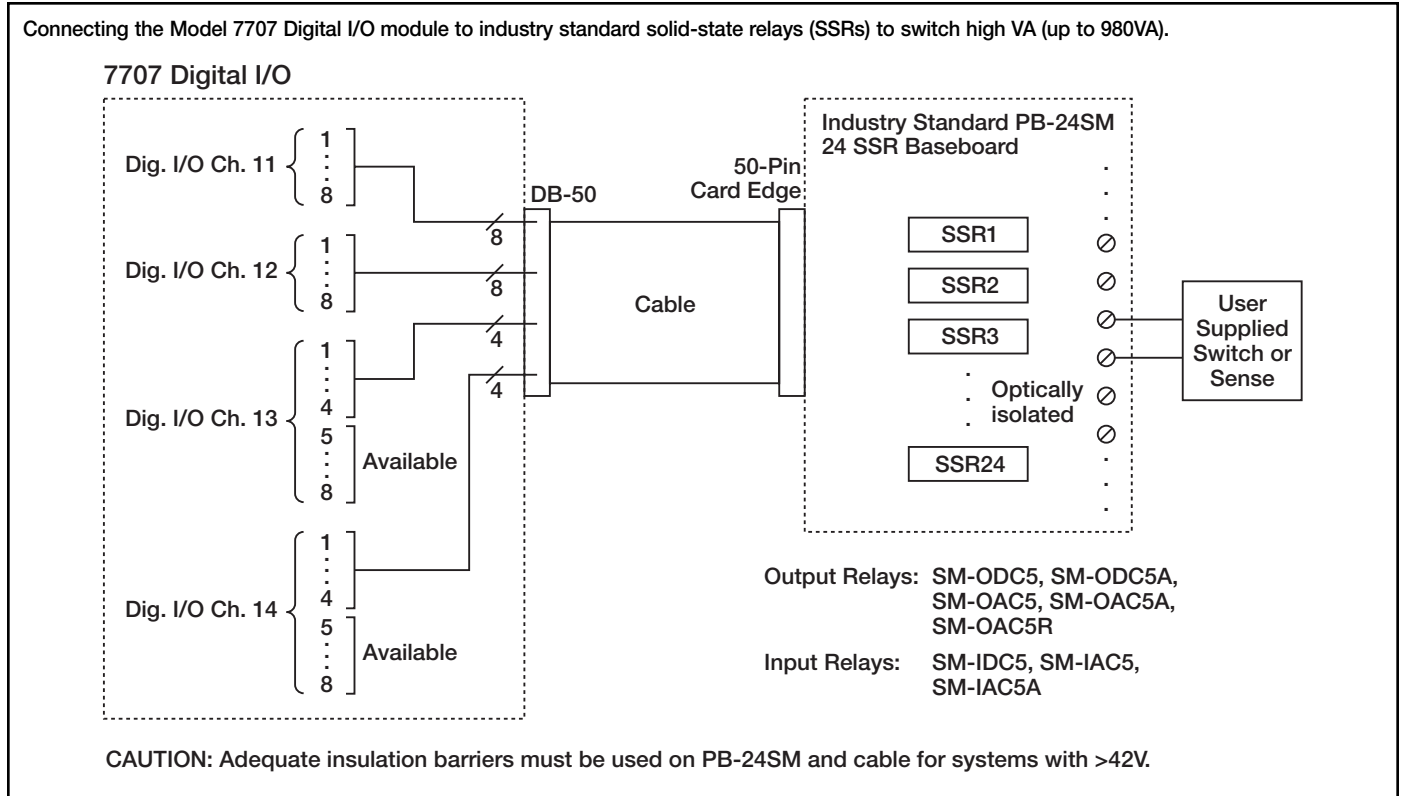 Connecting the Model 7707 Digital I/O module to industry standard solid-state relays (SSRs) to switch high VA (up to 980VA).
7707 Digital I/O
Dig. I/O Ch. 11
1
8
Dig. I/O Ch. 12
1
8
Dig. I/O Ch. 13
1
4
5
8
Available
Dig. I/O Ch. 14
1
4
5
8
Available
8
8
4
4
DB-50
Cable
50-Pin
Card Edge
Industry Standard PB-24SM
24 SSR Baseboard
SSR1
SSR2
SSR3
Optically
isolated
SSR24
User
Supplied
Switch or
Sense
Output Relays: SM-ODC5, SM-ODC5A,
SM-OAC5, SM-OAC5A,
SM-OAC5R
Input Relays: SM-IDC5, SM-IAC5,
SM-IAC5A
CAUTION: Adequate insulation barriers must be used on PB-24SM and cable for systems with >42V.